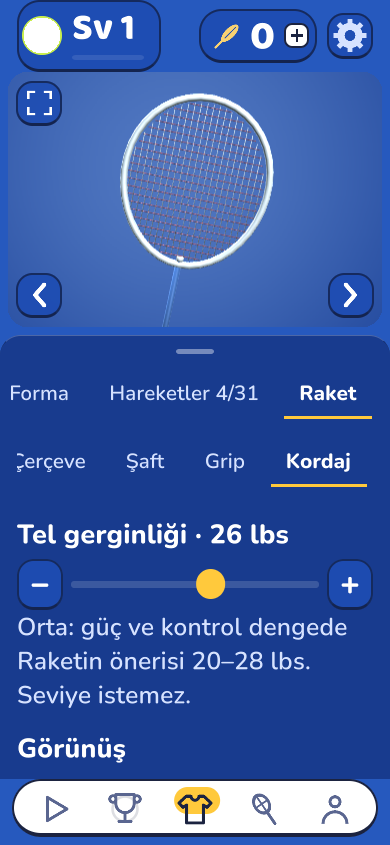 Sv 1
0
Forma Hareketler 4/31 Raket
Çerçeve Şaft Grip Kordaj
Tel gerginliği · 26 lbs
Orta: güç ve kontrol dengede
Raketin önerisi 20–28 lbs.
Seviye istemez.
Görünüş